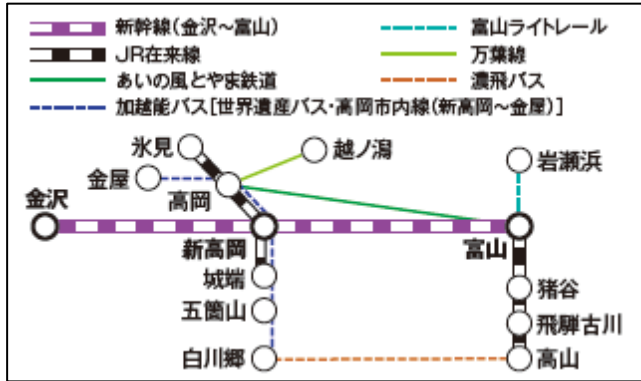 新幹線(金沢～富山)
富山ライトレール
JR在来線
万葉線
あいの風とやま鉄道
濃飛バス
加越能バス[世界遺産バス・高岡市内線(新高岡～金屋)]
氷見
越ノ潟
岩瀬浜
金屋
高岡
金沢
新高岡
富山
城端
猪谷
五箇山
飛騨古川
白川郷
高山